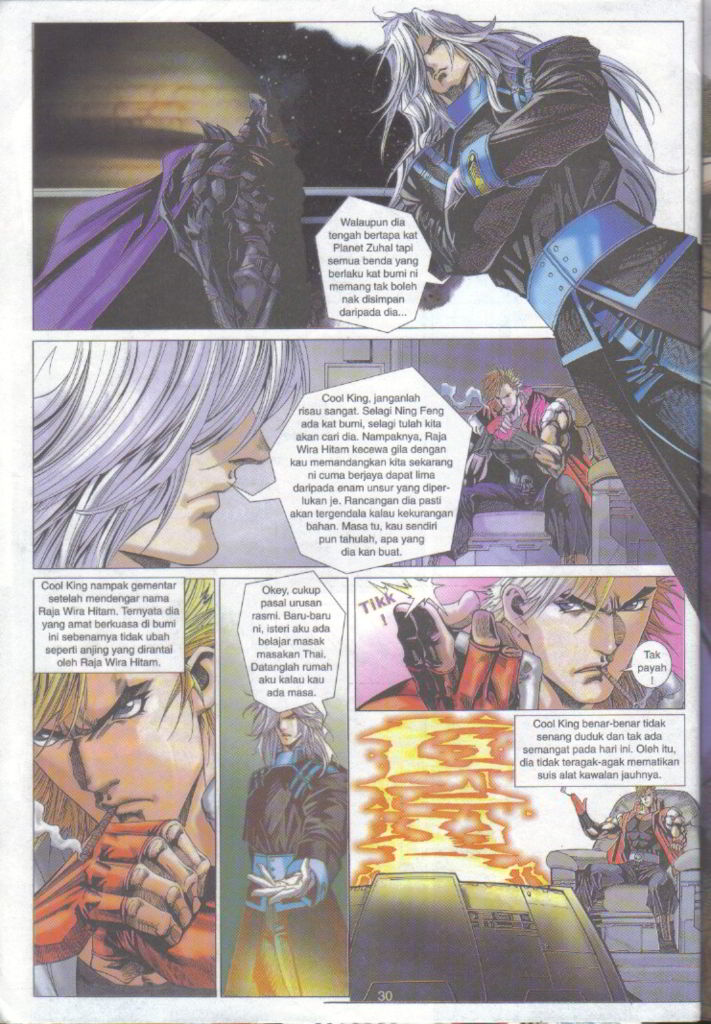 Walaupun dia
tengah bertapa kat
Planet Zuhal tapi
semua benda yang
berlaku kat bumi ni
memang tak boleh
nak disimpan
daripada dia...
Cool King, janganlah
risau sangat. Selagi Ning Feng
ada kat bumi, selagi tulah kita
akan cari dia. Nampaknya, Raja
Wira Hitam kecewa gila dengan
kau memandangkan kita sekarang
ni cuma berjaya dapat lima
daripada enam unsur yang diper-
lukan je. Rancangan dia pasti
akan tergendala kalau kekurangan
bahan. Masa tu, kau sendiri
pun tahulah, apa yang
dia kan buat.
Cool King nampak gementar
setelah mendengar nama
Raja Wira Hitam. Ternyata dia
yang amat berkuasa di bumi
ini sebenarnya tidak ubah
seperti anjing yang dirantai
oleh Raja Wira Hitam.
Okey, cukup
pasal urusan
rasmi. Baru-baru
ni, isteri aku ada
belajar masak
masakan Thai.
Datanglah rumah
aku kalau kau
ada masa.
Tikk
!
Tak
payah
!
Cool King benar-benar tidak
senang duduk dan tak ada
semangat pada hari ini. Oleh itu,
dia tidak teragak-agak mematikan
suis alat kawalan jauhnya.
30